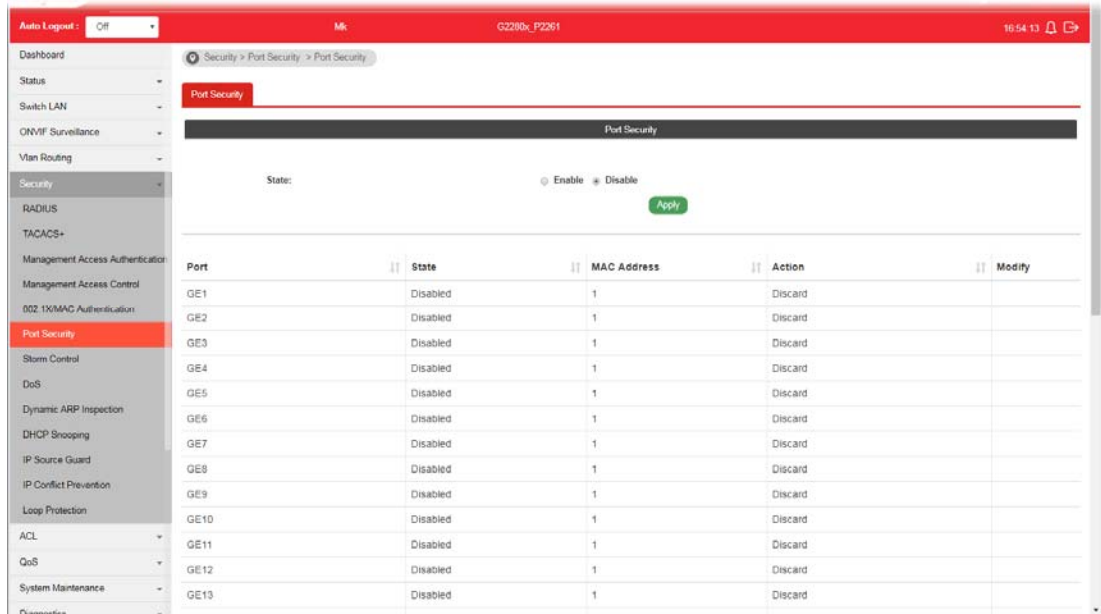 Auto Logout : Off Mk G2280x_P2261 16:54:13
Dashboard
Status
Switch LAN
ONVIF Surveillance
Vlan Routing
Security
RADIUS
TACACS+
Management Access Authentication
Management Access Control
802.1X/MAC Authentication
Port Security
Storm Control
DoS
Dynamic ARP Inspection
DHCP Snooping
IP Source Guard
IP Conflict Prevention
Loop Protection
ACL
QoS
System Maintenance
Diagnostics
Security > Port Security > Port Security
Port Security
Port Security
State: Enable Disable
Apply
Port State MAC Address Action Modify
GE1 Disabled 1 Discard
GE2 Disabled 1 Discard
GE3 Disabled 1 Discard
GE4 Disabled 1 Discard
GE5 Disabled 1 Discard
GE6 Disabled 1 Discard
GE7 Disabled 1 Discard
GE8 Disabled 1 Discard
GE9 Disabled 1 Discard
GE10 Disabled 1 Discard
GE11 Disabled 1 Discard
GE12 Disabled 1 Discard
GE13 Disabled 1 Discard